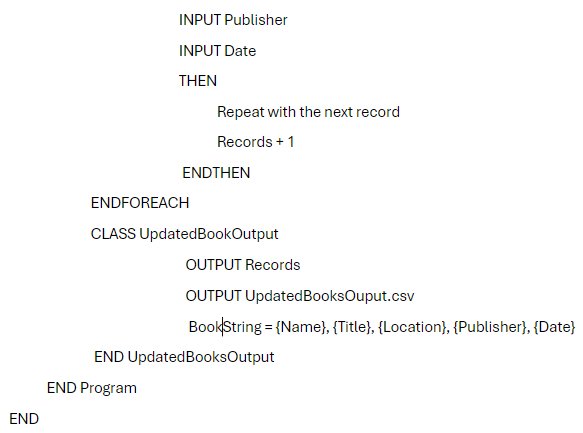 INPUT Publisher
INPUT Date
THEN
Repeat with the next record
Records + 1
ENDTHEN
ENDFOREACH
CLASS UpdatedBookOutput
OUTPUT Records
OUTPUT UpdatedBooksOuput.csv
BookString = {Name}, {Title}, {Location}, {Publisher}, {Date}
END UpdatedBooksOutput
END Program
END